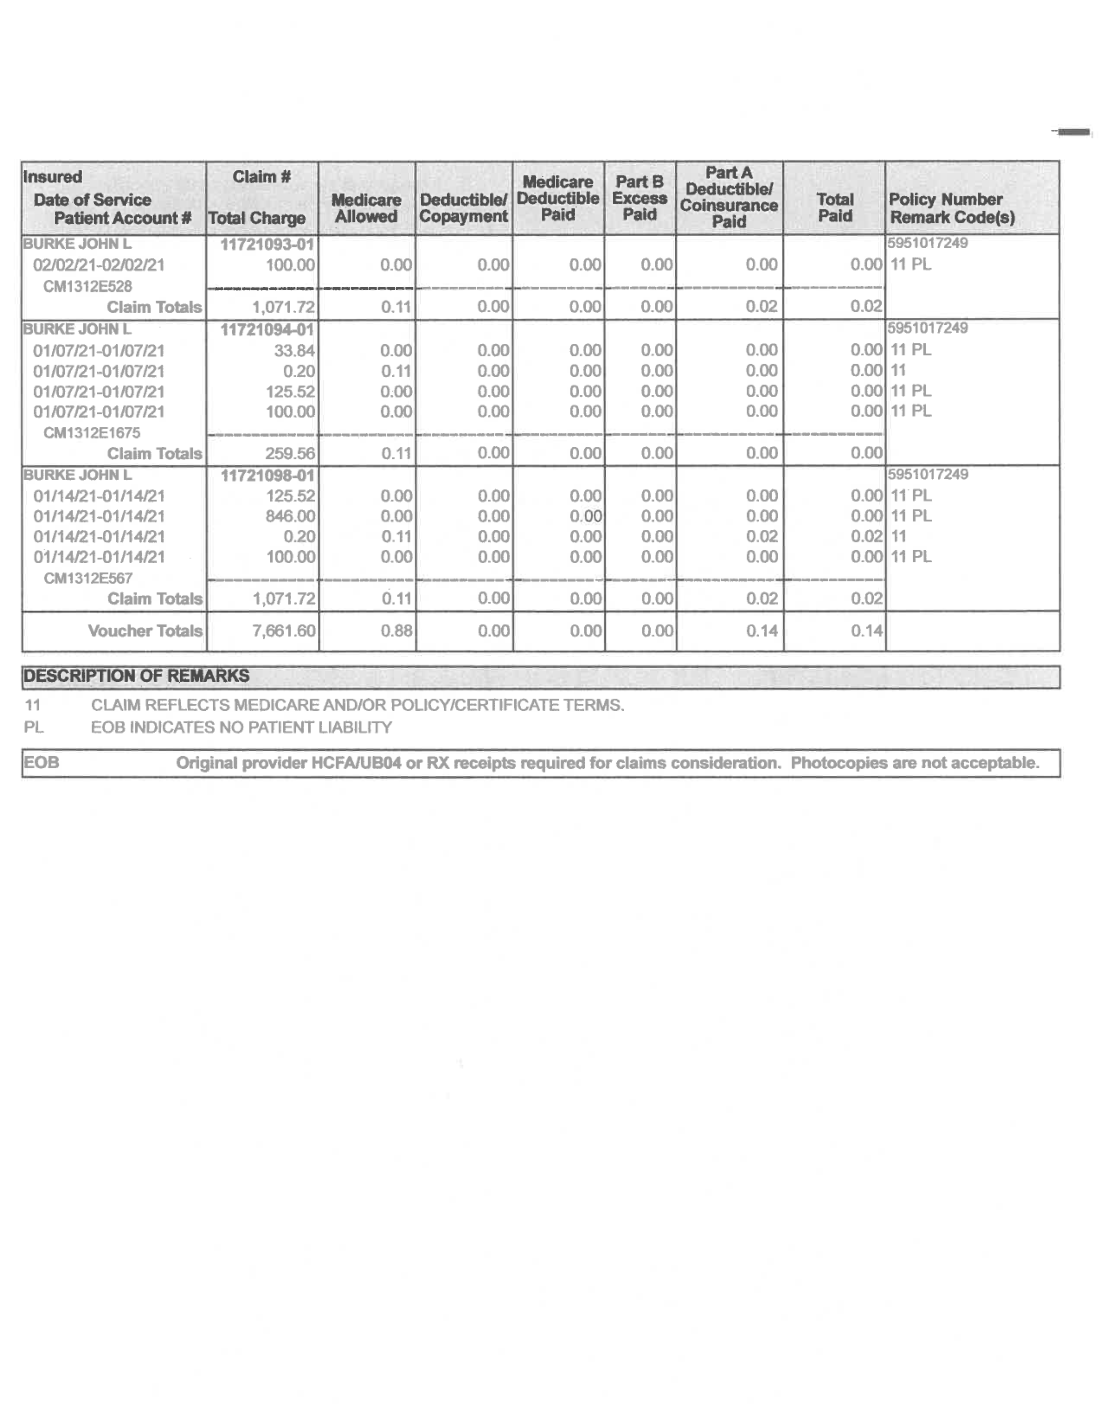 Insured Claim #
Date of Service Medicare Deductible/ Medicare Deductible Paid Part B Excess Paid Part A Deductible/ Coinsurance Paid Total Paid Policy Number
Patient Account # Total Charge Allowed Copayment Remark Code(s)
BURKE JOHN L 11721093-01 5951017249
02/02/21-02/02/21 100.00 0.00 0.00 0.00 0.00 0.00 0.00 11 PL
CM1312E528
Claim Totals 1,071.72 0.11 0.00 0.00 0.00 0.02 0.02
BURKE JOHN L 11721094-01 5951017249
01/07/21-01/07/21 33.84 0.00 0.00 0.00 0.00 0.00 0.00 11 PL
01/07/21-01/07/21 0.20 0.11 0.00 0.00 0.00 0.00 0.00 11
01/07/21-01/07/21 125.52 0.00 0.00 0.00 0.00 0.00 0.00 11 PL
01/07/21-01/07/21 100.00 0.00 0.00 0.00 0.00 0.00 0.00 11 PL
CM1312E1675
Claim Totals 259.56 0.11 0.00 0.00 0.00 0.00 0.00
BURKE JOHN L 11721098-01 5951017249
01/14/21-01/14/21 125.52 0.00 0.00 0.00 0.00 0.00 0.00 11 PL
01/14/21-01/14/21 846.00 0.00 0.00 0.00 0.00 0.00 0.00 11 PL
01/14/21-01/14/21 0.20 0.11 0.00 0.00 0.00 0.02 0.02 11
01/14/21-01/14/21 100.00 0.00 0.00 0.00 0.00 0.00 0.00 11 PL
CM1312E567
Claim Totals 1,071.72 0.11 0.00 0.00 0.00 0.02 0.02
Voucher Totals 7,661.60 0.88 0.00 0.00 0.00 0.14 0.14
DESCRIPTION OF REMARKS
11 CLAIM REFLECTS MEDICARE AND/OR POLICY/CERTIFICATE TERMS.
PL EOB INDICATES NO PATIENT LIABILITY
EOB Original provider HCFA/UB04 or RX receipts required for claims consideration. Photocopies are not acceptable.